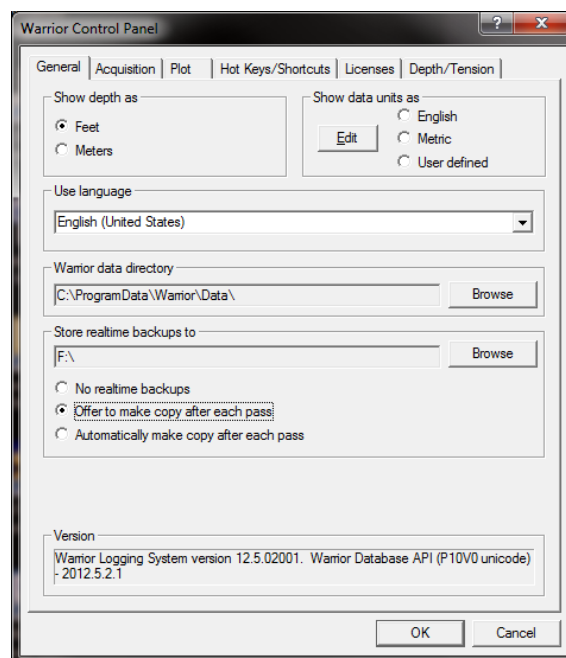 Warrior Control Panel
?
X
General Acquisition Plot Hot Keys/Shortcuts Licenses Depth/Tension
Show depth as
Feet
Meters
Show data units as
Edit
English
Metric
User defined
Use language
English (United States)
Warrior data directory
C:\ProgramData\Warrior\Data\
Browse
Store realtime backups to
F:\
Browse
No realtime backups
Offer to make copy after each pass
Automatically make copy after each pass
Version
Warrior Logging System version 12.5.02001. Warrior Database API (P10V0 unicode)
- 2012.5.2.1
OK Cancel